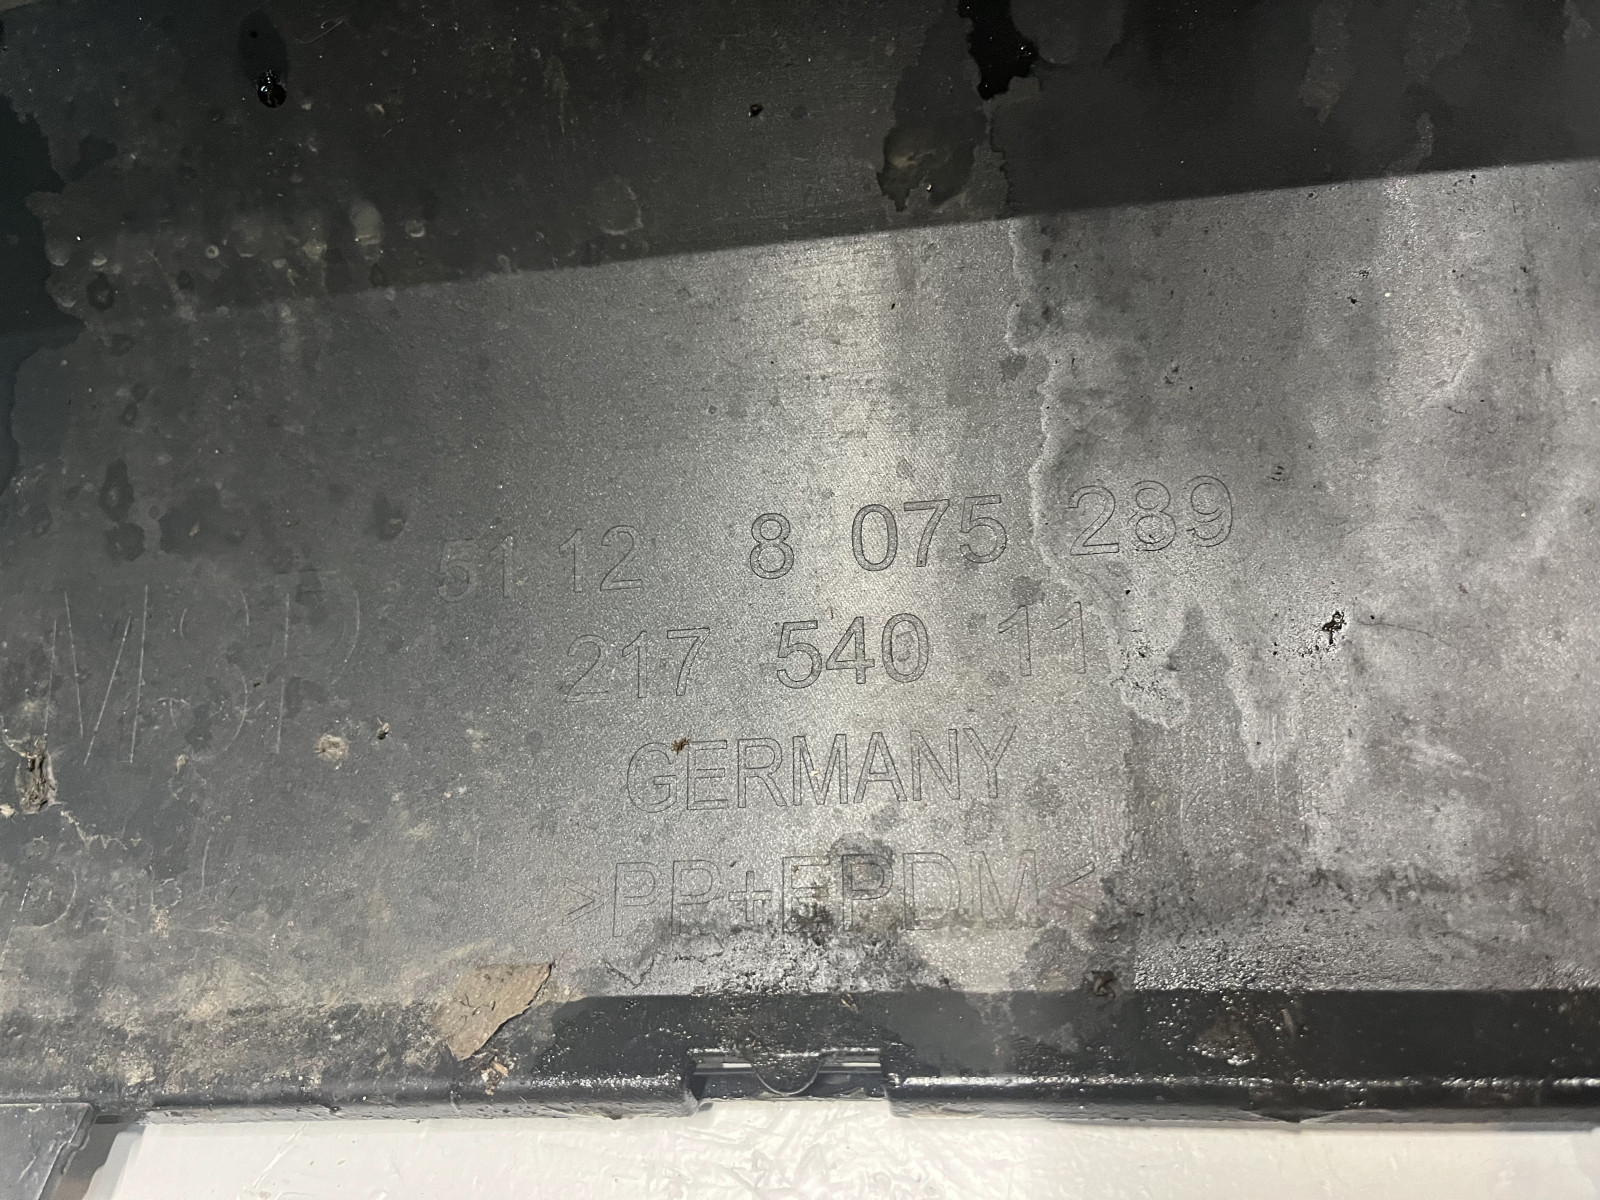 51 12 8 075 289
217 540 11
GERMANY
>PP+EPDM<